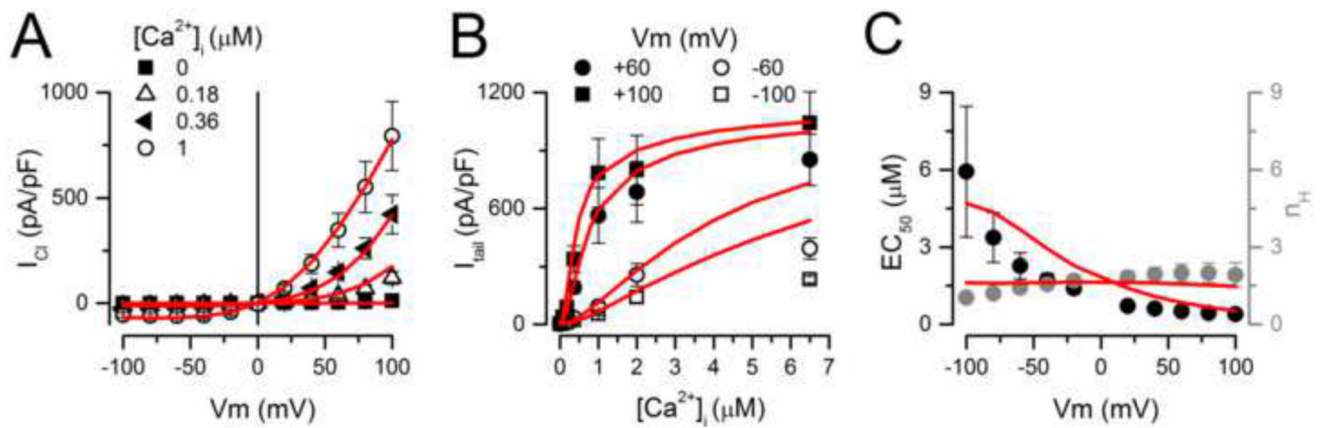 A
[Ca²⁺]ᵢ (μM)
0
0.18
0.36
1
1000
500
0
I_Cl (pA/pF)
-100 -50 0 50 100
Vm (mV)
B
Vm (mV)
+60 -60
+100 -100
1200
600
0
I_tail (pA/pF)
0 1 2 3 4 5 6 7
[Ca²⁺]ᵢ (μM)
C
9
6
3
0
EC₅₀ (μM)
9
6
3
0
n_H
-100 -50 0 50 100
Vm (mV)